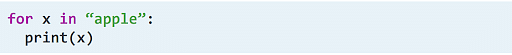 for x in “apple”:
  print(x)